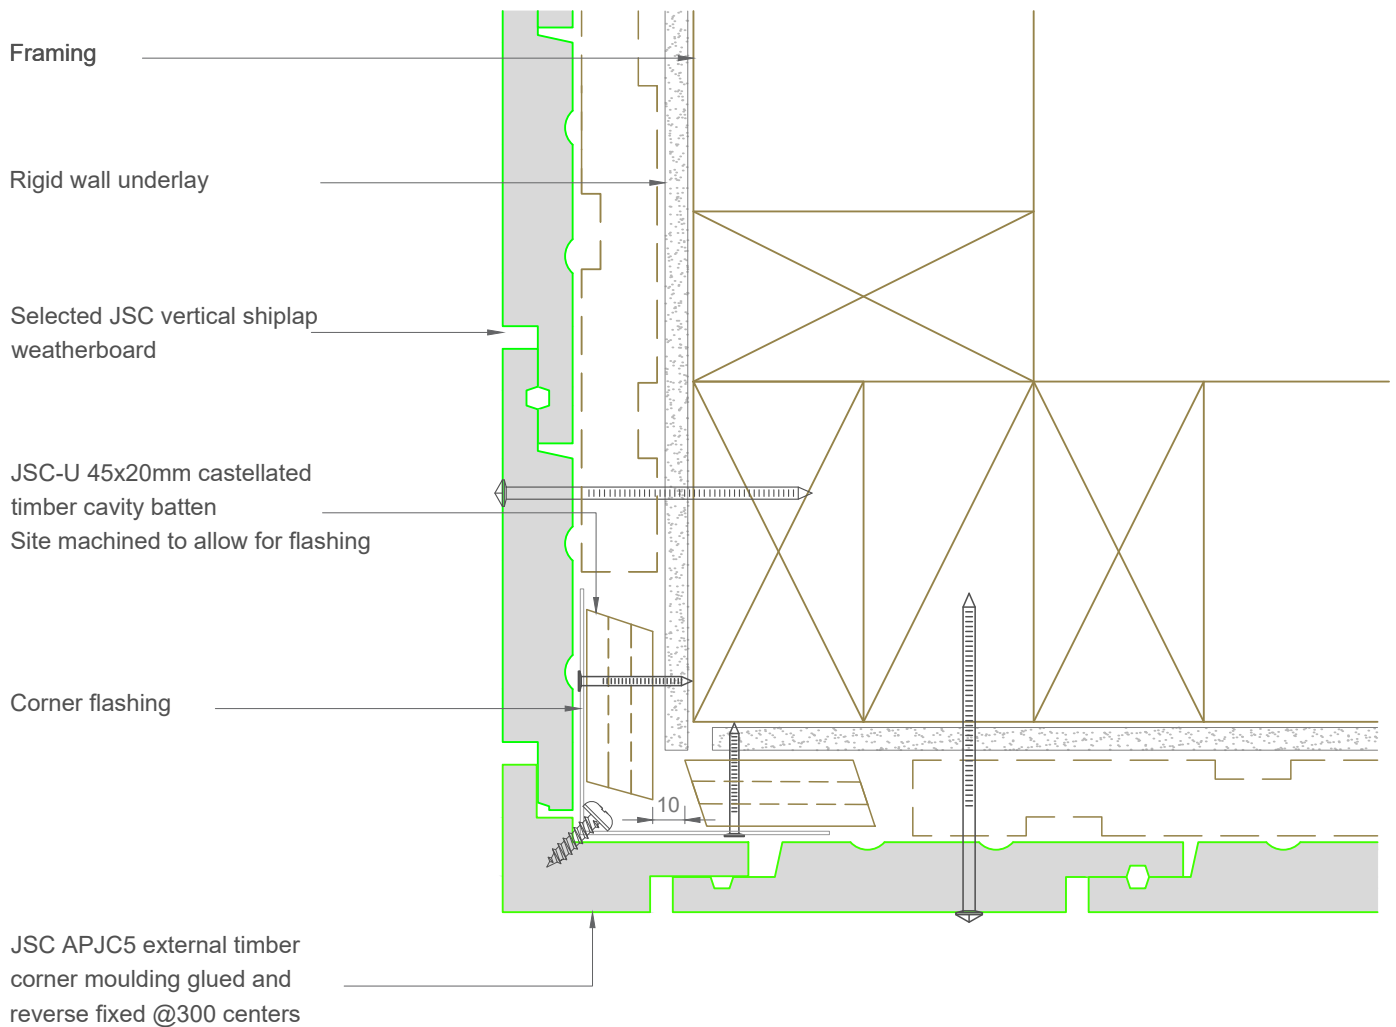 Framing
Rigid wall underlay
Selected JSC vertical shiplap
weatherboard
JSC-U 45x20mm castellated
timber cavity batten
Site machined to allow for flashing
Corner flashing
10
JSC APJC5 external timber
corner moulding glued and
reverse fixed @300 centers